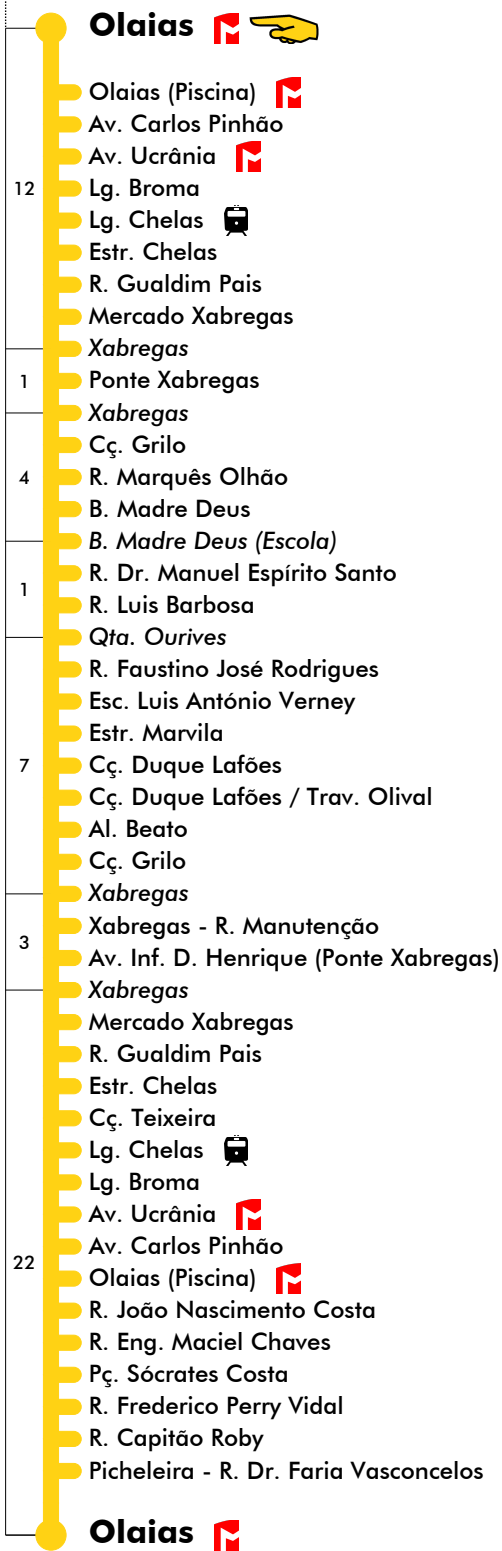 Olaias
Olaias (Piscina)
Av. Carlos Pinhão
Av. Ucrânia
12
Lg. Broma
Lg. Chelas
Estr. Chelas
R. Gualdim Pais
Mercado Xabregas
Xabregas
1
Ponte Xabregas
Xabregas
Cç. Grilo
4
R. Marquês Olhão
B. Madre Deus
B. Madre Deus (Escola)
R. Dr. Manuel Espírito Santo
1
R. Luis Barbosa
Qta. Ourives
R. Faustino José Rodrigues
Esc. Luis António Verney
Estr. Marvila
7
Cç. Duque Lafões
Cç. Duque Lafões / Trav. Olival
Al. Beato
Cç. Grilo
Xabregas
Xabregas - R. Manutenção
3
Av. Inf. D. Henrique (Ponte Xabregas)
Xabregas
Mercado Xabregas
R. Gualdim Pais
Estr. Chelas
Cç. Teixeira
Lg. Chelas
Lg. Broma
Av. Ucrânia
Av. Carlos Pinhão
22
Olaias (Piscina)
R. João Nascimento Costa
R. Eng. Maciel Chaves
Pç. Sócrates Costa
R. Frederico Perry Vidal
R. Capitão Roby
Picheleira - R. Dr. Faria Vasconcelos
Olaias